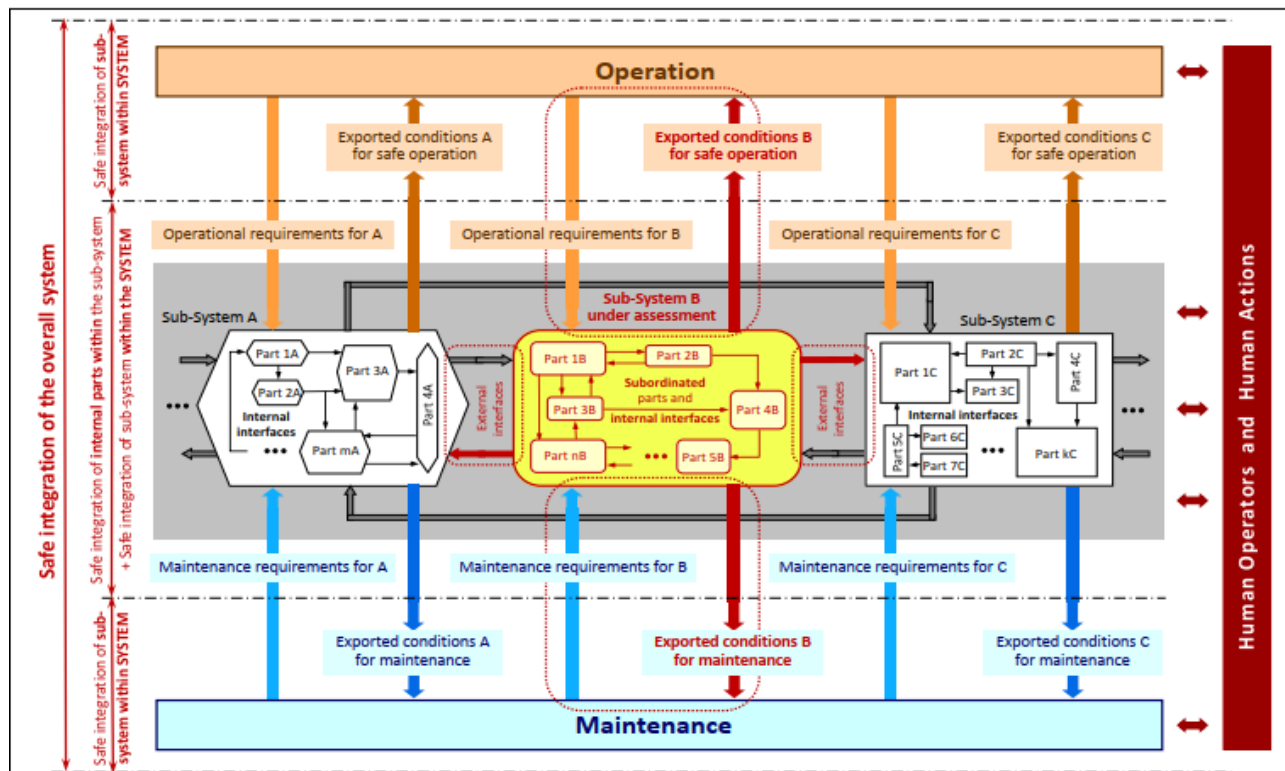 Operation
Exported conditions A
for safe operation
Exported conditions B
for safe operation
Exported conditions C
for safe operation
Operational requirements for A
Operational requirements for B
Operational requirements for C
Safe integration of the overall system
Safe integration of sub-
system within SYSTEM
Safe integration of internal parts within the sub-system
+ Safe integration of sub-system within the SYSTEM
Safe integration of sub-
system within SYSTEM
Sub-System A
Part 1A
Part 2A
Part 3A
Part 4A
Internal
interfaces
•••
Part mA
•••
External
interfaces
Sub-System B
under assessment
Part 1B
Part 2B
Subordinated
parts and
internal interfaces
Part 3B
Part 4B
Part nB
•••
Part 5B
External
interfaces
Sub-System C
Part 1C
Part 2C
Part 3C
Part 4C
Internal interfaces
Part 5C
Part 6C
Part 7C
•••
Part kC
•••
Maintenance requirements for A
Maintenance requirements for B
Maintenance requirements for C
Exported conditions A
for maintenance
Exported conditions B
for maintenance
Exported conditions C
for maintenance
Maintenance
Human Operators and Human Actions